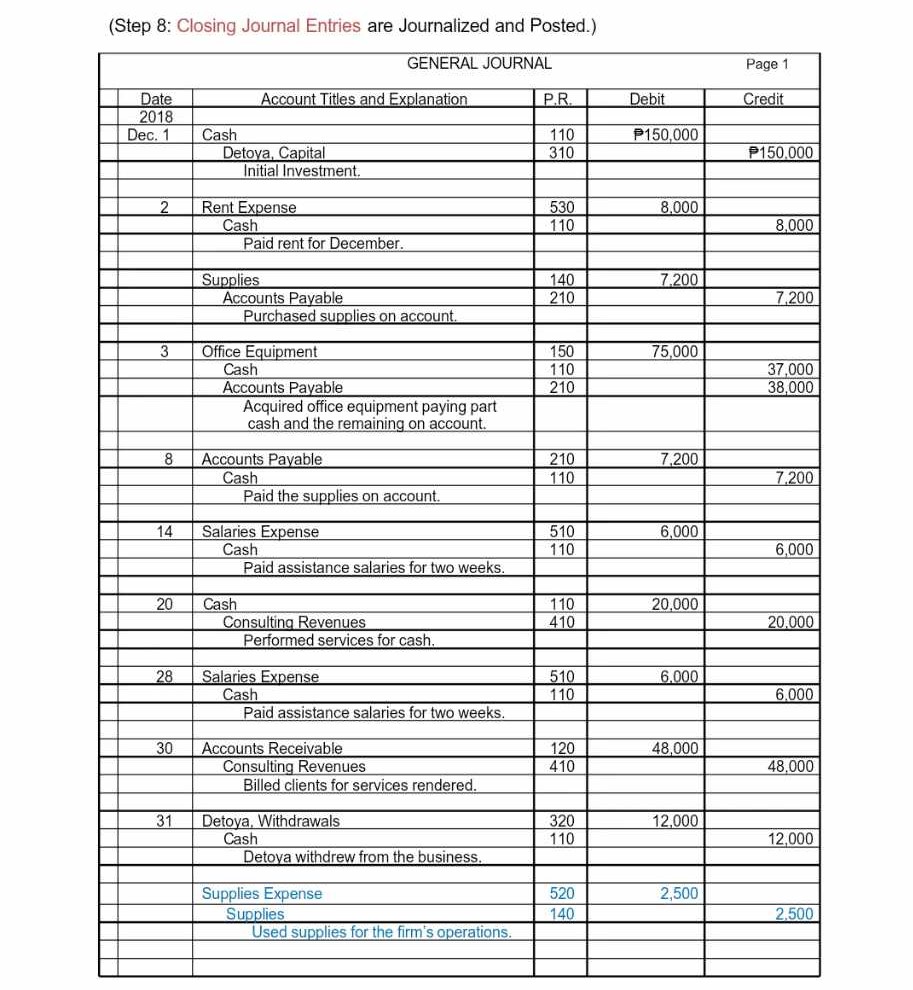 (Step 8: Closing Journal Entries are Journalized and Posted.)
GENERAL JOURNAL Page 1
Date Account Titles and Explanation P.R. Debit Credit
2018
Dec. 1 Cash 110 ₱150,000
Detoya, Capital 310 ₱150,000
Initial Investment.
2 Rent Expense 530 8,000
Cash 110 8,000
Paid rent for December.
Supplies 140 7,200
Accounts Payable 210 7,200
Purchased supplies on account.
3 Office Equipment 150 75,000
Cash 110 37,000
Accounts Payable 210 38,000
Acquired office equipment paying part
cash and the remaining on account.
8 Accounts Payable 210 7,200
Cash 110 7,200
Paid the supplies on account.
14 Salaries Expense 510 6,000
Cash 110 6,000
Paid assistance salaries for two weeks.
20 Cash 110 20,000
Consulting Revenues 410 20,000
Performed services for cash.
28 Salaries Expense 510 6,000
Cash 110 6,000
Paid assistance salaries for two weeks.
30 Accounts Receivable 120 48,000
Consulting Revenues 410 48,000
Billed clients for services rendered.
31 Detoya, Withdrawals 320 12,000
Cash 110 12,000
Detoya withdrew from the business.
Supplies Expense 520 2,500
Supplies 140 2,500
Used supplies for the firm's operations.